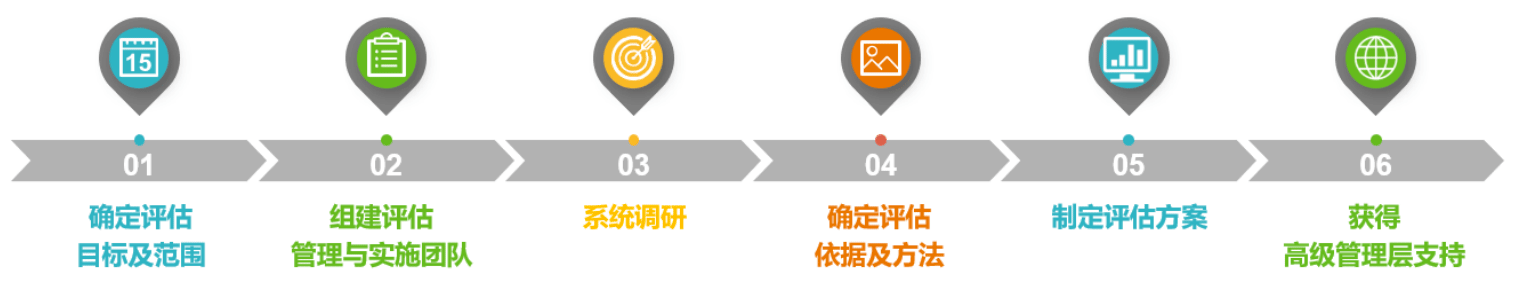 15
01
02
03
04
05
06
确定评估
目标及范围
组建评估
管理与实施团队
系统调研
确定评估
依据及方法
制定评估方案
获得
高级管理层支持